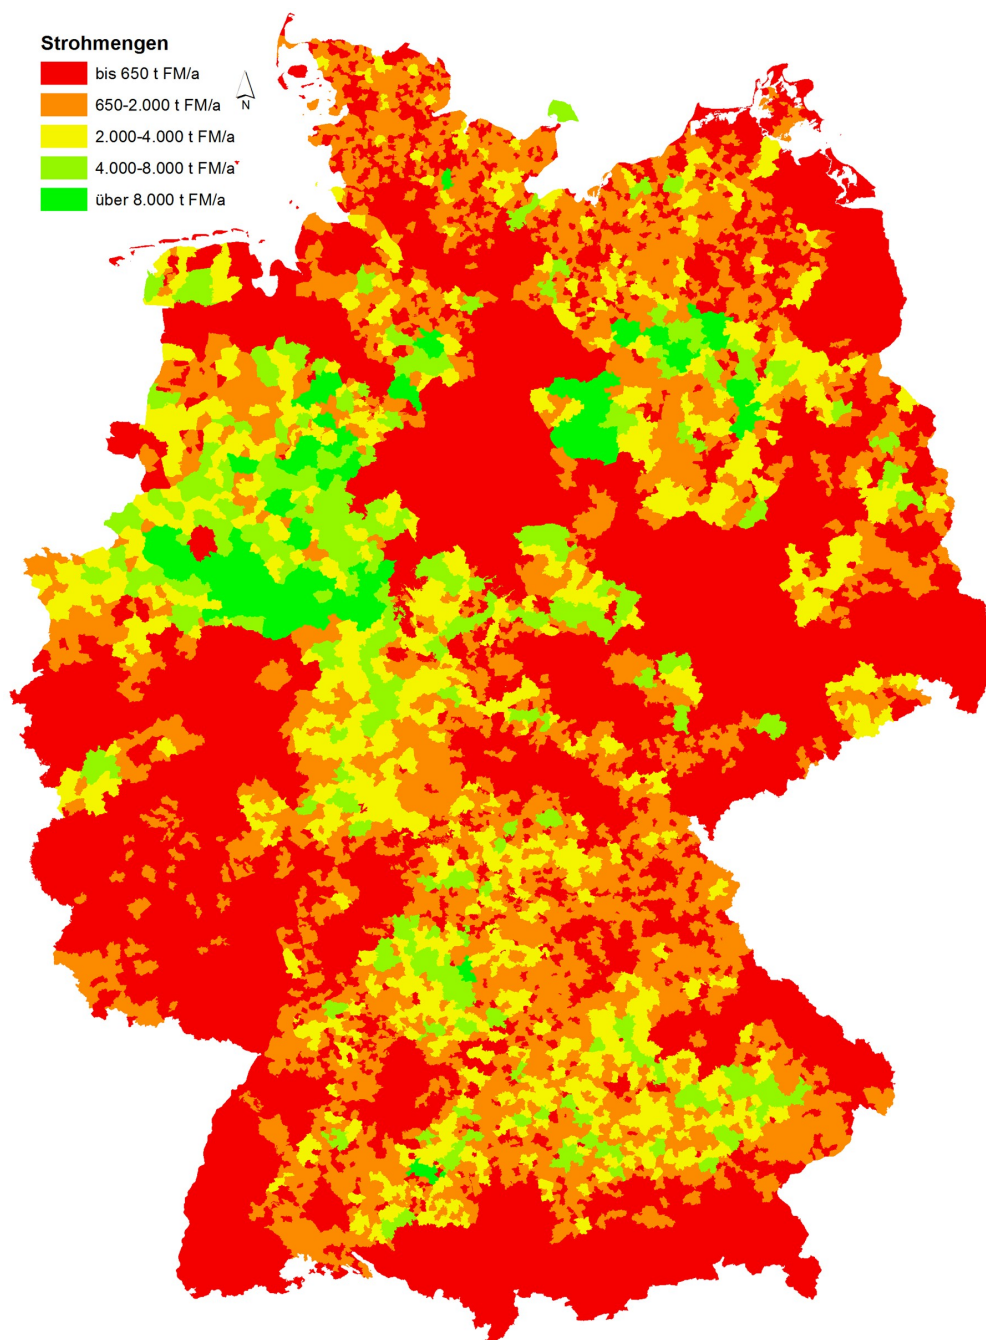 Strohmengen
bis 650 t FM/a
650-2.000 t FM/a
2.000-4.000 t FM/a
4.000-8.000 t FM/a
über 8.000 t FM/a
N